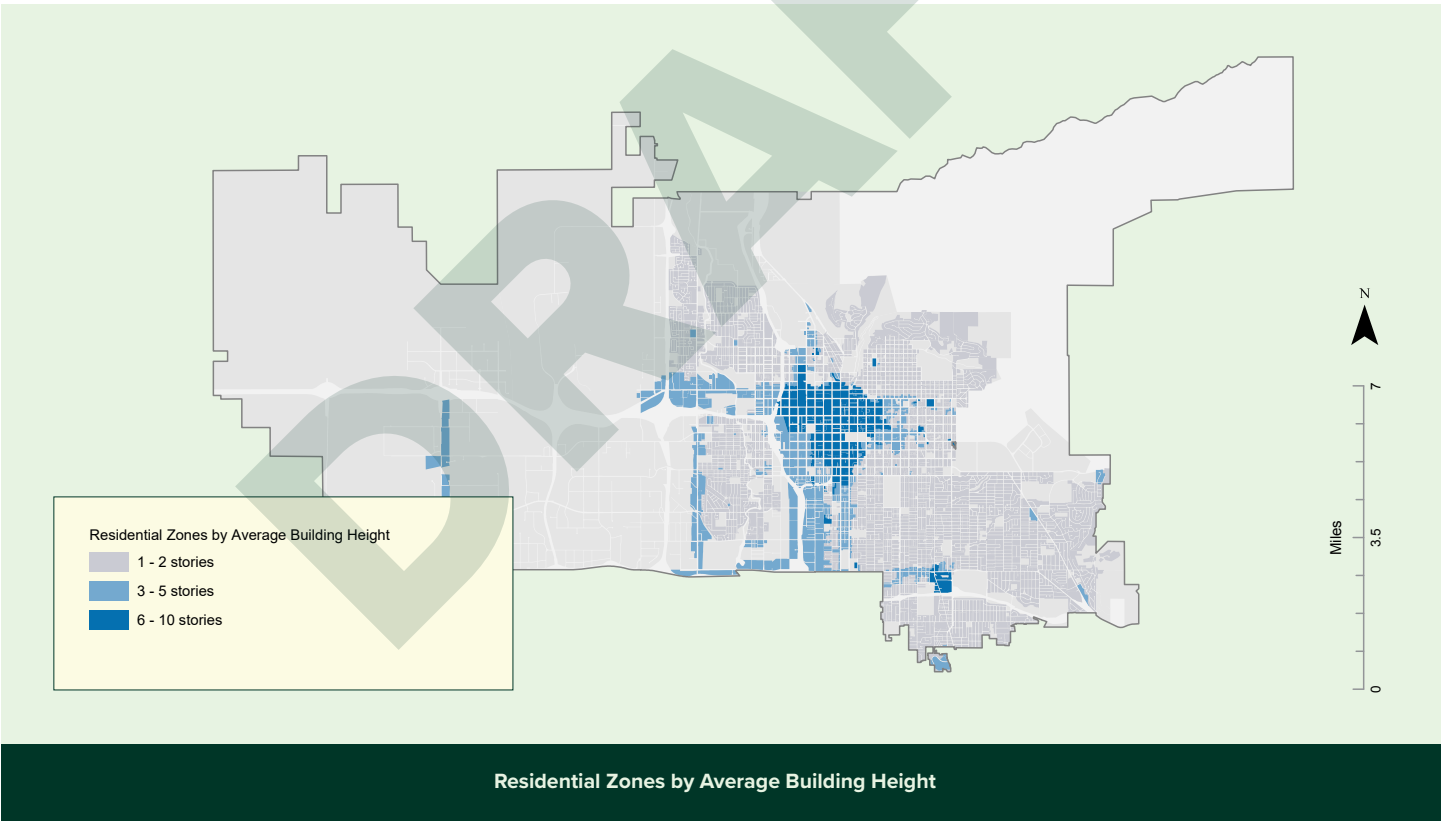 DRAF
N
7
3.5
0
Miles
Residential Zones by Average Building Height
1 - 2 stories
3 - 5 stories
6 - 10 stories
Residential Zones by Average Building Height